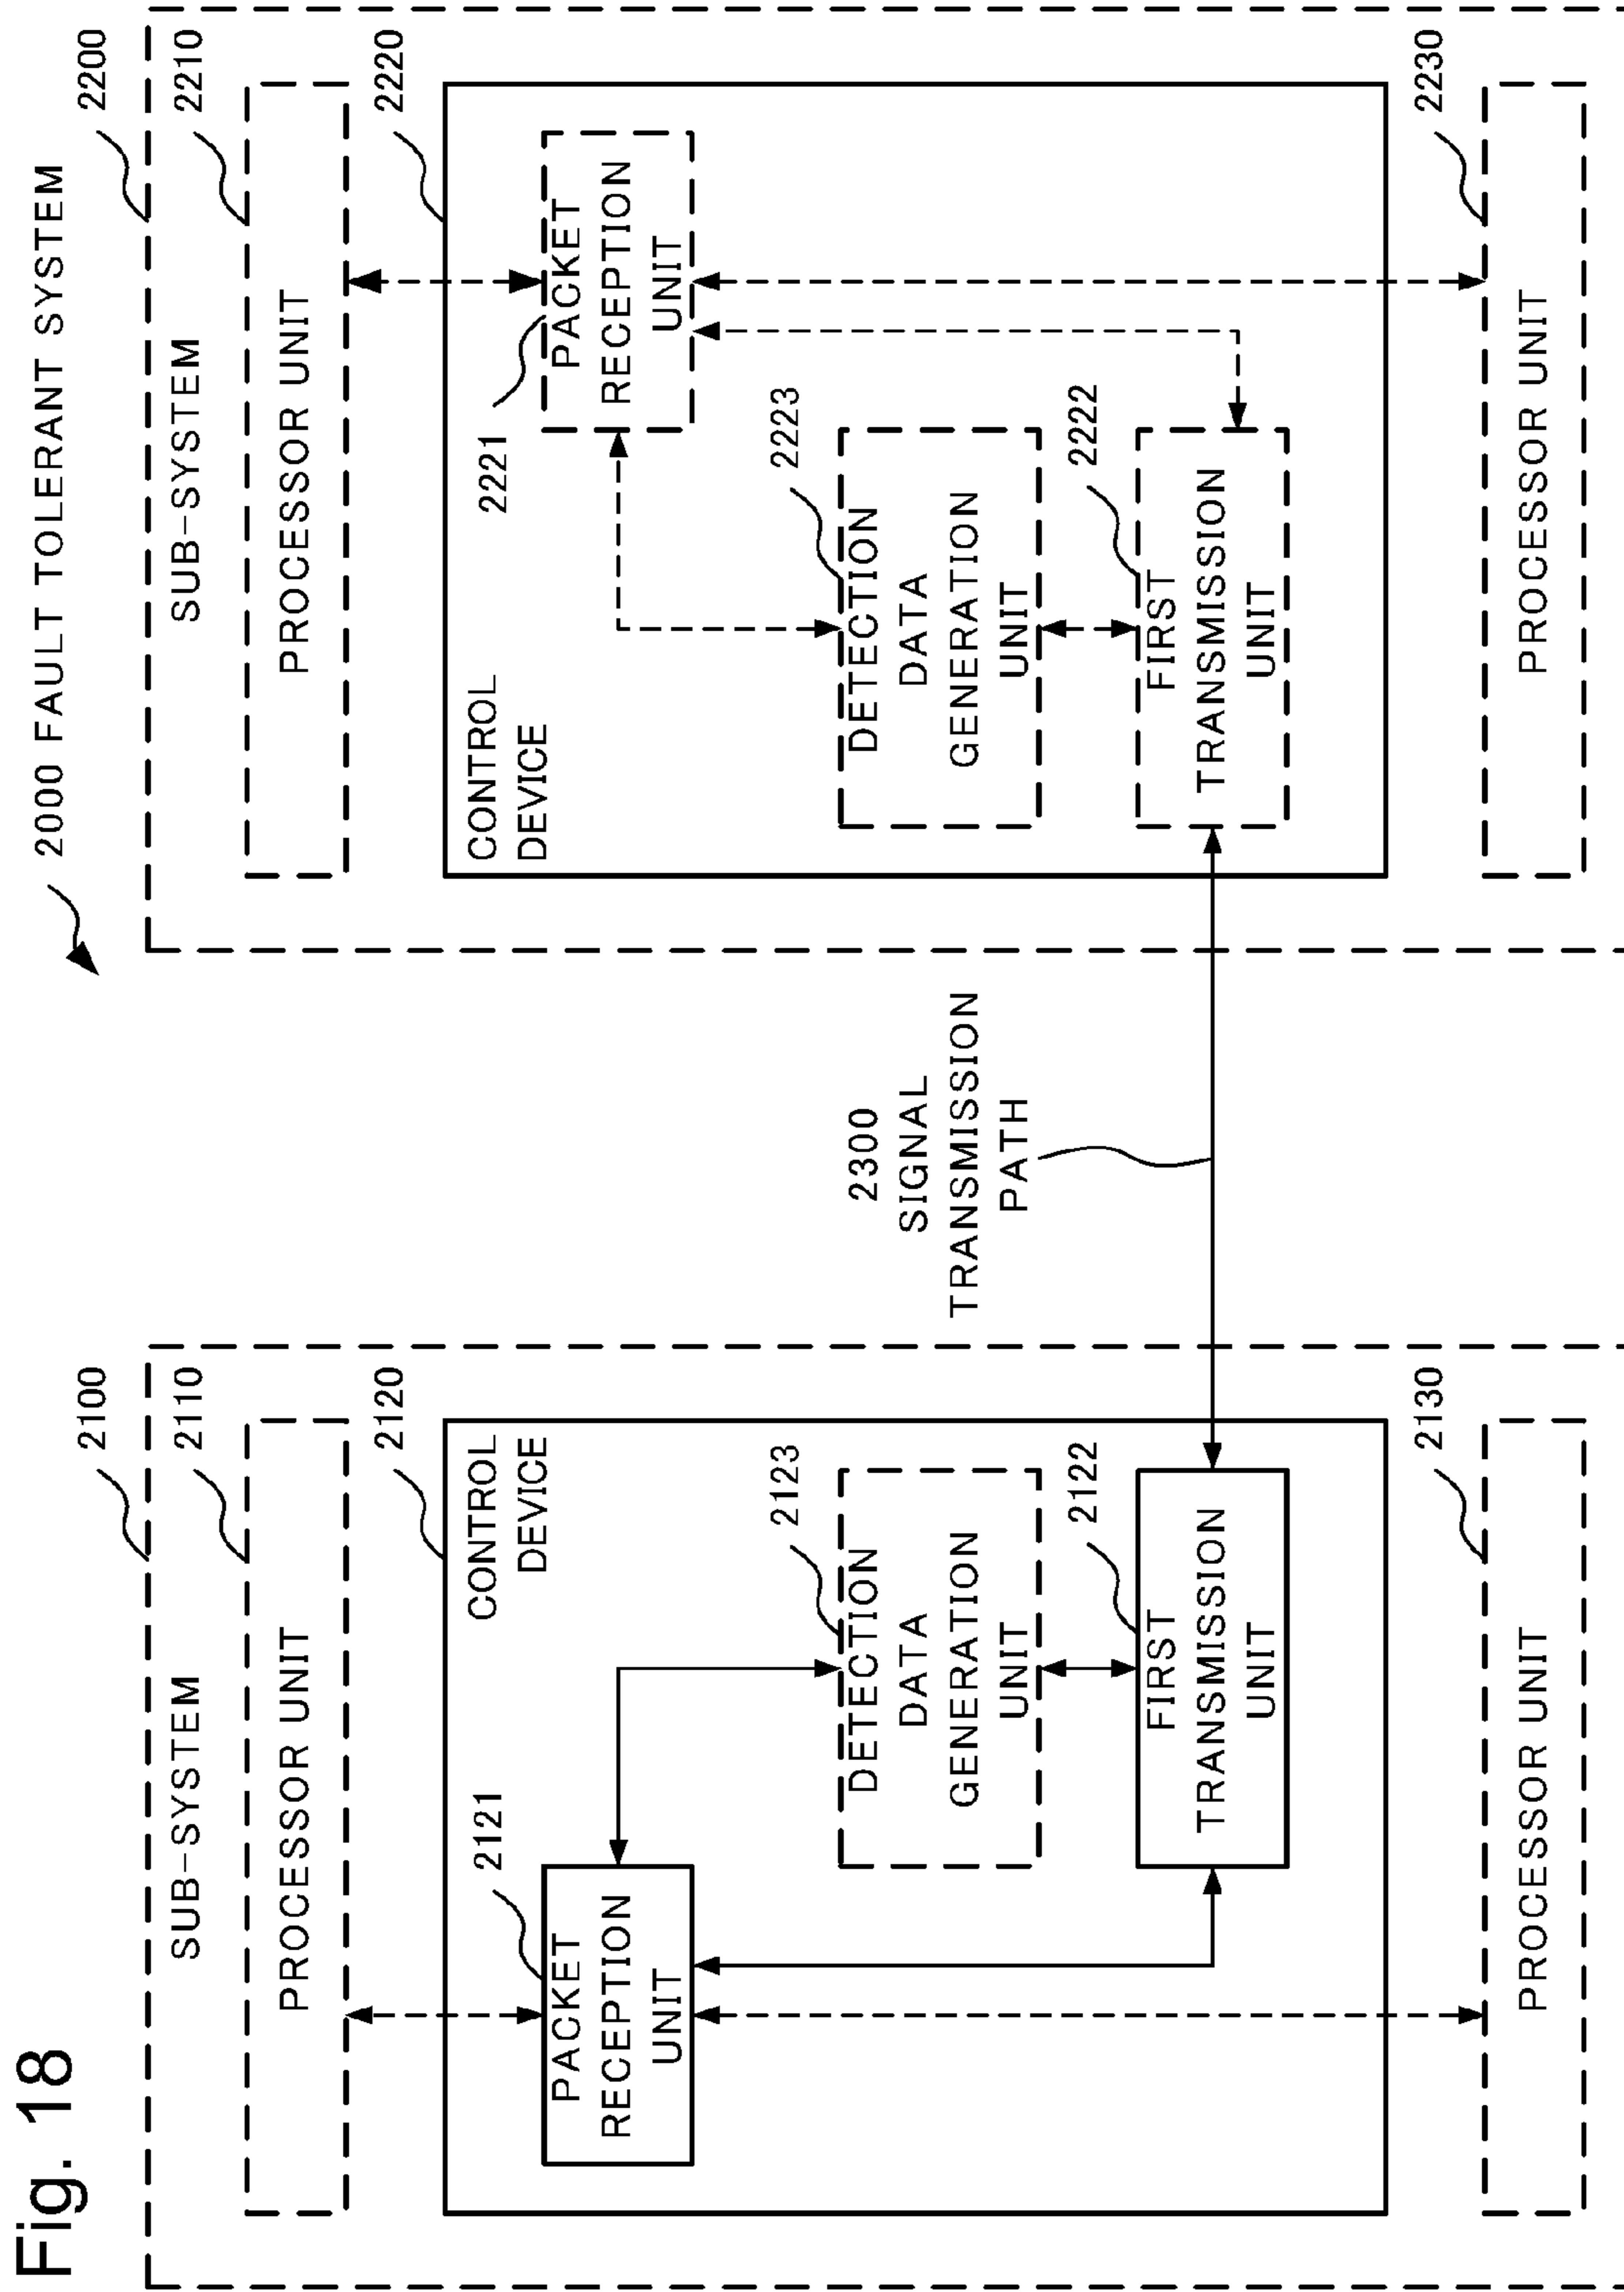 Fig. 18
2000 FAULT TOLERANT SYSTEM
2100
SUB-SYSTEM
2110
PROCESSOR UNIT
2120
CONTROL
DEVICE
2121
PACKET
RECEPTION
UNIT
2123
DETECTION
DATA
GENERATION
UNIT
2122
FIRST
TRANSMISSION
UNIT
2130
PROCESSOR UNIT
2300
SIGNAL
TRANSMISSION
PATH
2200
SUB-SYSTEM
2210
PROCESSOR UNIT
2220
CONTROL
DEVICE
2221
PACKET
RECEPTION
UNIT
2223
DETECTION
DATA
GENERATION
UNIT
2222
FIRST
TRANSMISSION
UNIT
2230
PROCESSOR UNIT